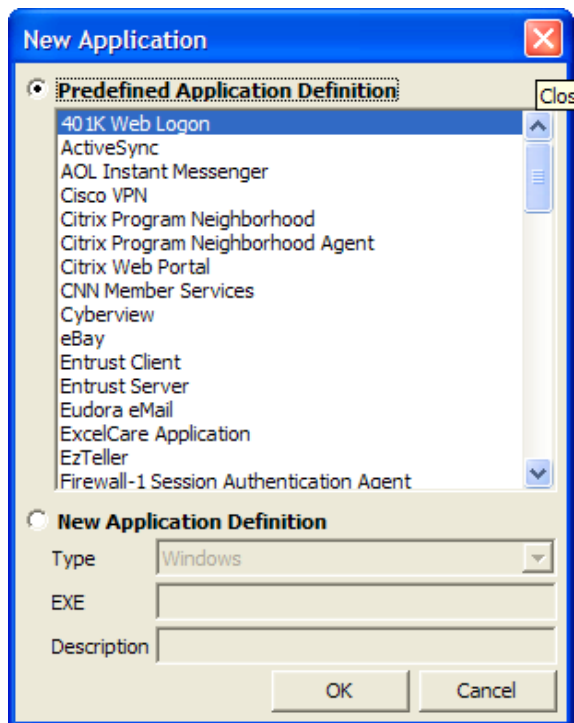 New Application
Predefined Application Definition
Clos
401K Web Logon
ActiveSync
AOL Instant Messenger
Cisco VPN
Citrix Program Neighborhood
Citrix Program Neighborhood Agent
Citrix Web Portal
CNN Member Services
Cyberview
eBay
Entrust Client
Entrust Server
Eudora eMail
ExcelCare Application
EzTeller
Firewall-1 Session Authentication Agent
New Application Definition
Type Windows
EXE
Description
OK Cancel